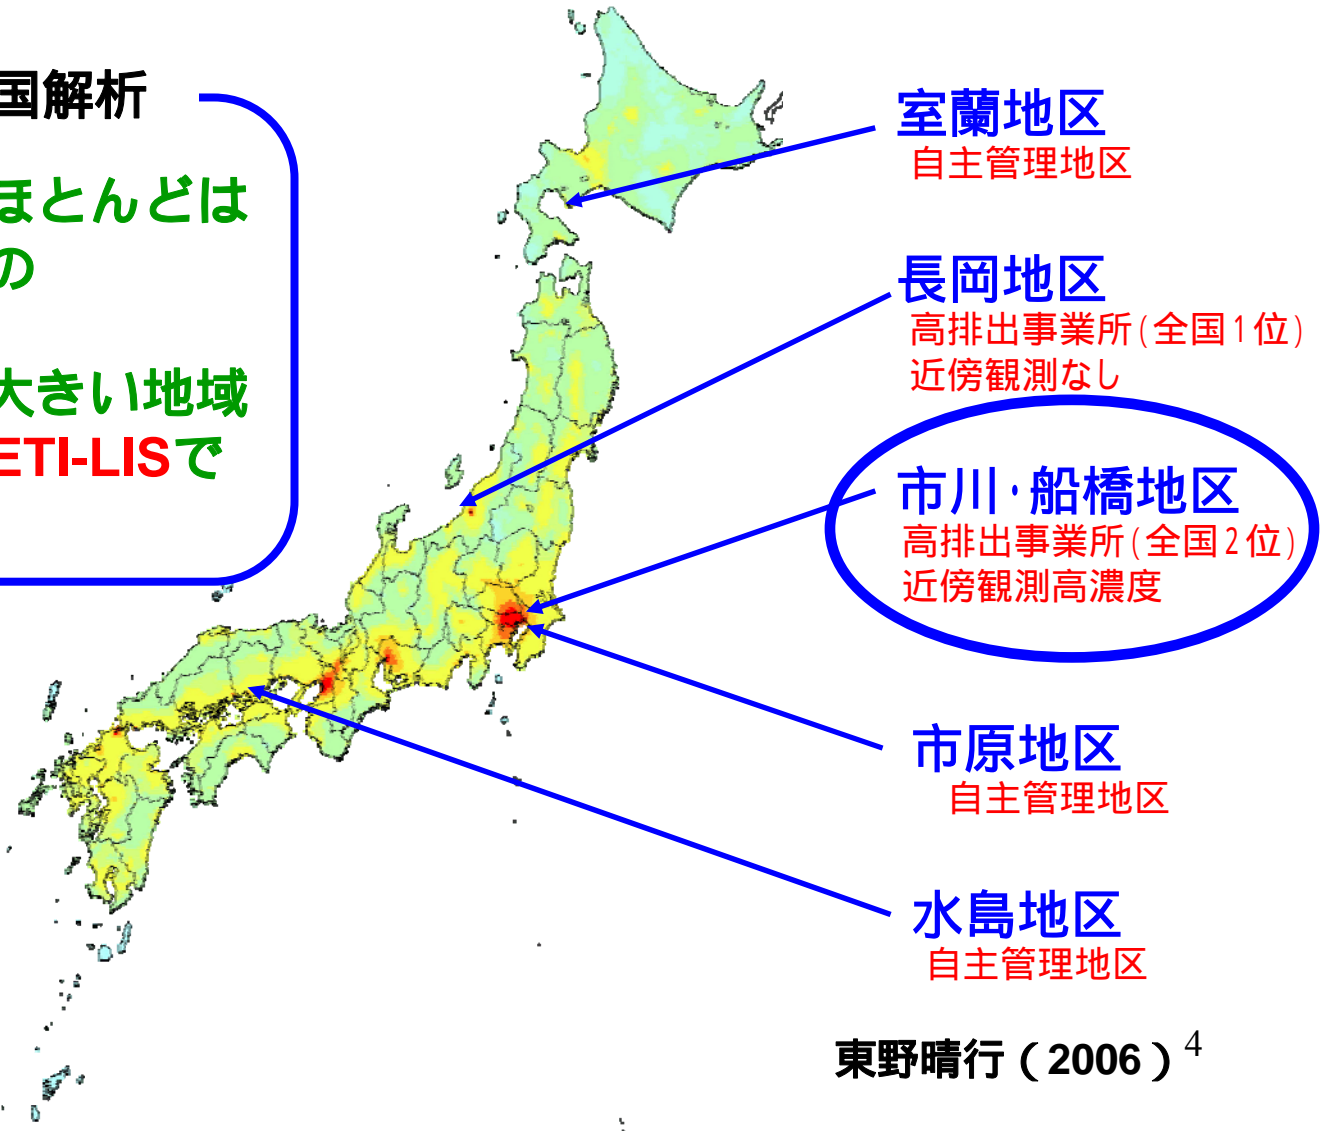 国解析
ほとんどは
の
大きい地域
ETI-LISで
室蘭地区
自主管理地区
長岡地区
高排出事業所(全国1位)
近傍観測なし
市川･船橋地区
高排出事業所(全国2位)
近傍観測高濃度
市原地区
自主管理地区
水島地区
自主管理地区
東野晴行（2006）4